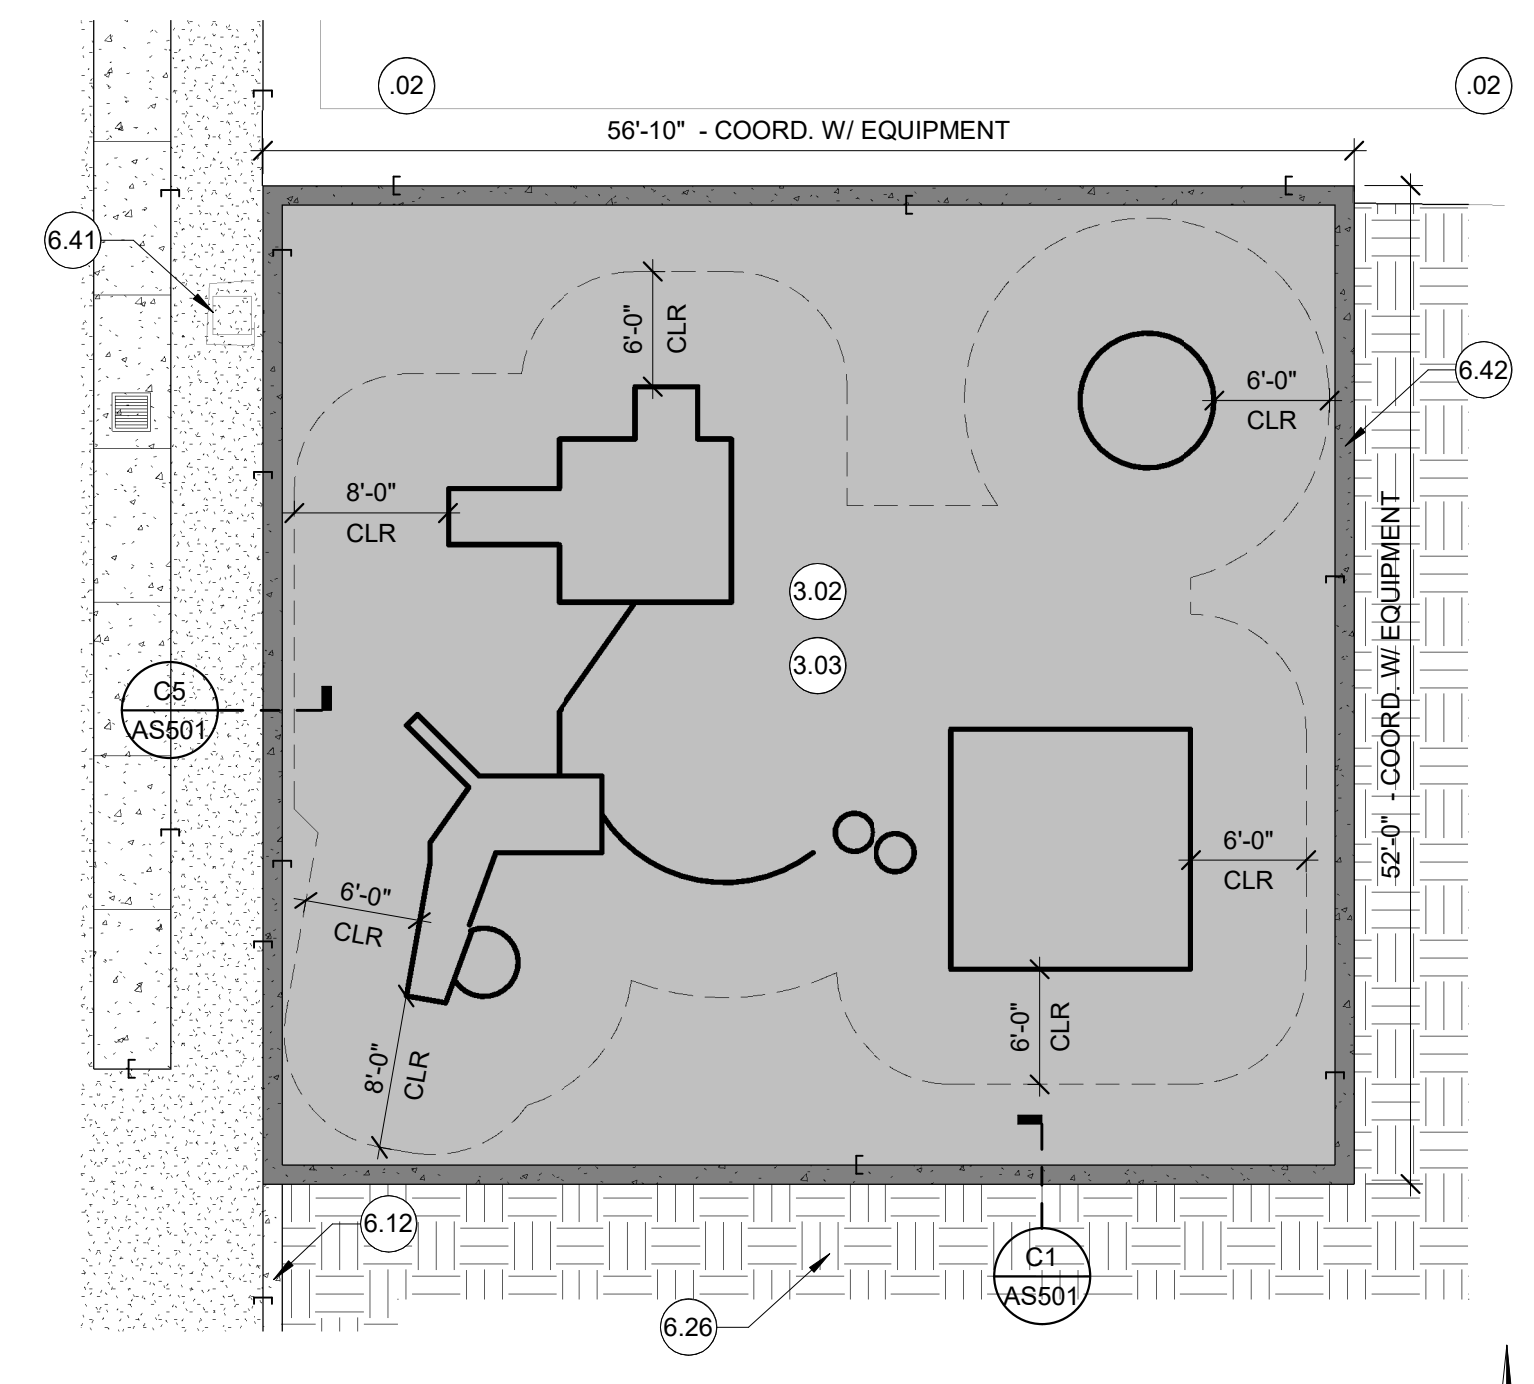 .02
.02
56'-10" - COORD. W/ EQUIPMENT
6.41
6'-0"
CLR
6'-0"
CLR
6.42
8'-0"
CLR
3.02
3.03
52'-0" - COORD. W/ EQUIPMENT
C5
AS501
6'-0"
CLR
6'-0"
CLR
8'-0"
CLR
6'-0"
CLR
6.12
C1
AS501
6.26